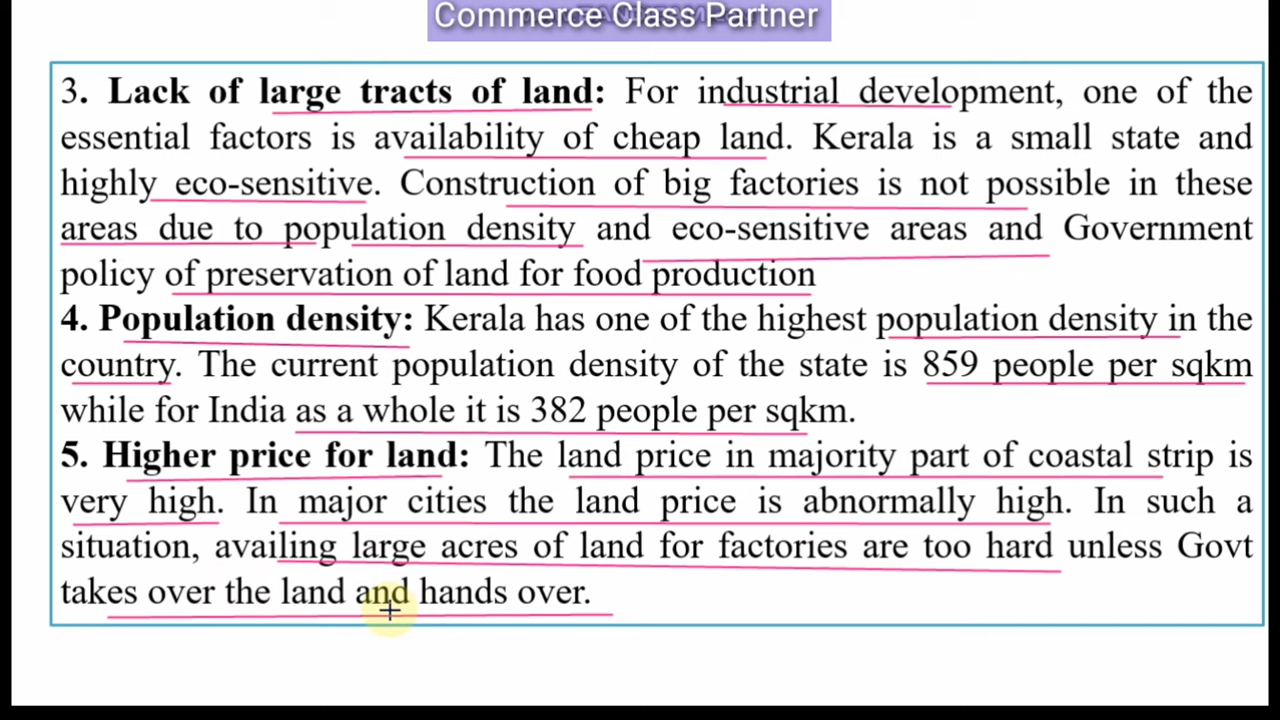 Commerce Class Partner
3. Lack of large tracts of land: For industrial development, one of the
essential factors is availability of cheap land. Kerala is a small state and
highly eco-sensitive. Construction of big factories is not possible in these
areas due to population density and eco-sensitive areas and Government
policy of preservation of land for food production
4. Population density: Kerala has one of the highest population density in the
country. The current population density of the state is 859 people per sqkm
while for India as a whole it is 382 people per sqkm.
5. Higher price for land: The land price in majority part of coastal strip is
very high. In major cities the land price is abnormally high. In such a
situation, availing large acres of land for factories are too hard unless Govt
takes over the land and hands over.